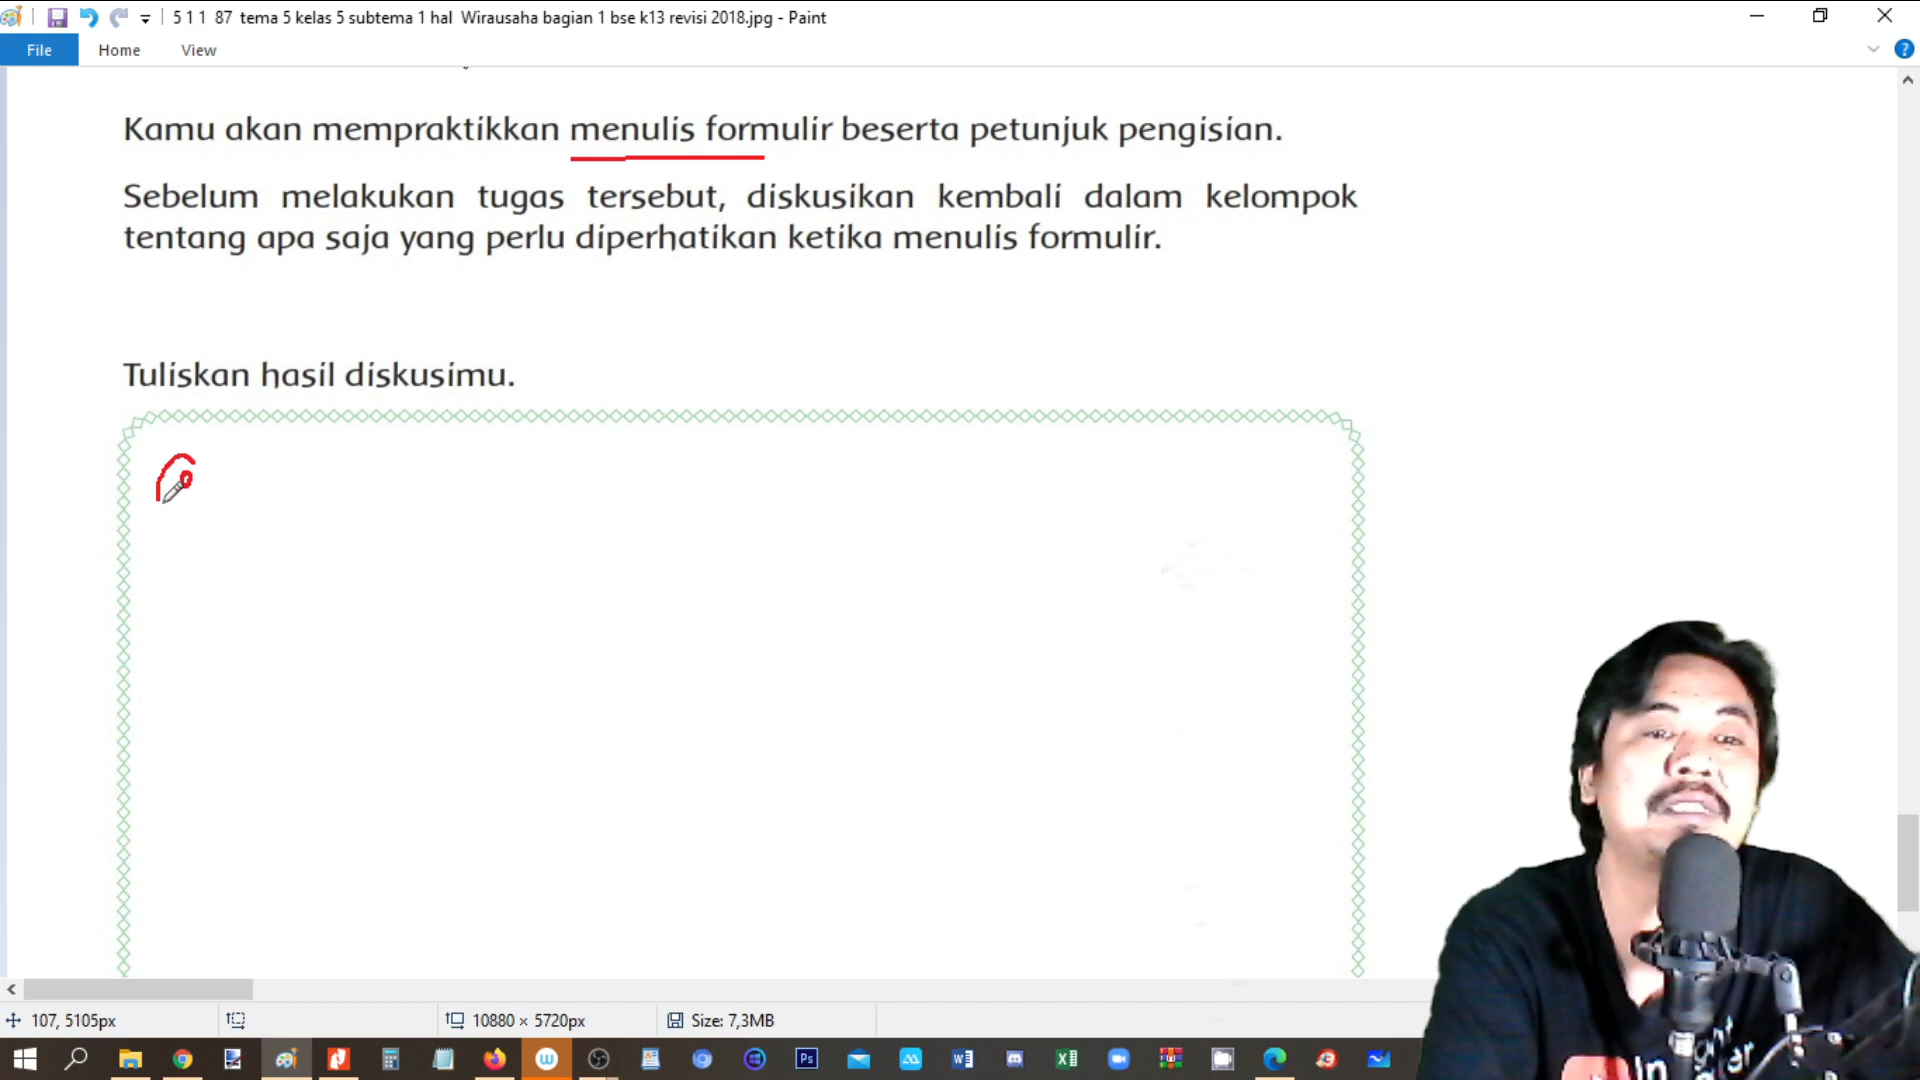 5 1 1 87 tema 5 kelas 5 subtema 1 hal Wirausaha bagian 1 bse k13 revisi 2018.jpg - Paint
File Home View
Kamu akan mempraktikkan menulis formulir beserta petunjuk pengisian.
Sebelum melakukan tugas tersebut, diskusikan kembali dalam kelompok
tentang apa saja yang perlu diperhatikan ketika menulis formulir.
Tuliskan hasil diskusimu.
107, 5105px
10880 × 5720px
Size: 7,3MB
Ps